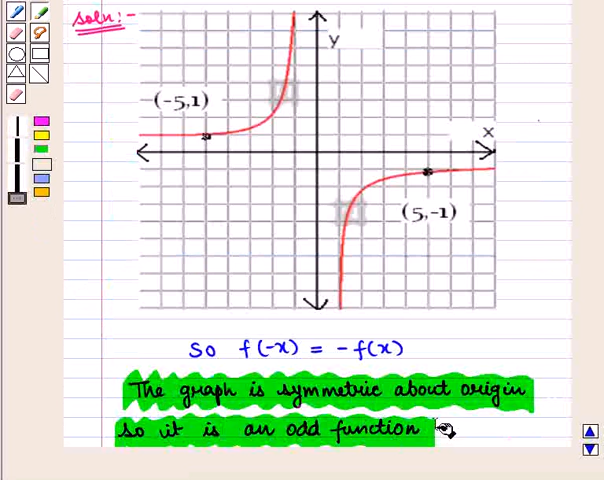 soln:-
y
(-5,1)
x
(5,-1)
So f(-x) = -f(x)
The graph is symmetric about origin
so it is an odd function